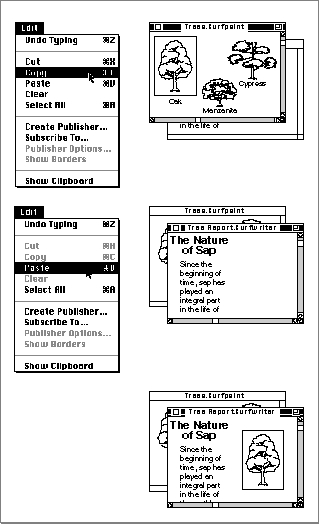 Edit
Undo Typing ⌘Z
Cut ⌘X
Copy ⌘C
Paste ⌘V
Clear
Select All ⌘A
Create Publisher...
Subscribe To...
Publisher Options...
Show Borders
Show Clipboard
Trees.Surfpaint
Oak
Cypress
Manzanita
in the life of
Edit
Undo Typing ⌘Z
Cut ⌘X
Copy ⌘C
Paste ⌘V
Clear
Select All ⌘A
Create Publisher...
Subscribe To...
Publisher Options...
Show Borders
Show Clipboard
Trees.Surfpaint
Tree Report.Surfwriter
The Nature
of Sap
Since the
beginning of
time, sap has
played an
integral part
in the life of
Trees.Surfpaint
Tree Report.Surfwriter
The Nature
of Sap
Since the
beginning of
time, sap has
played an
integral part
in the life of